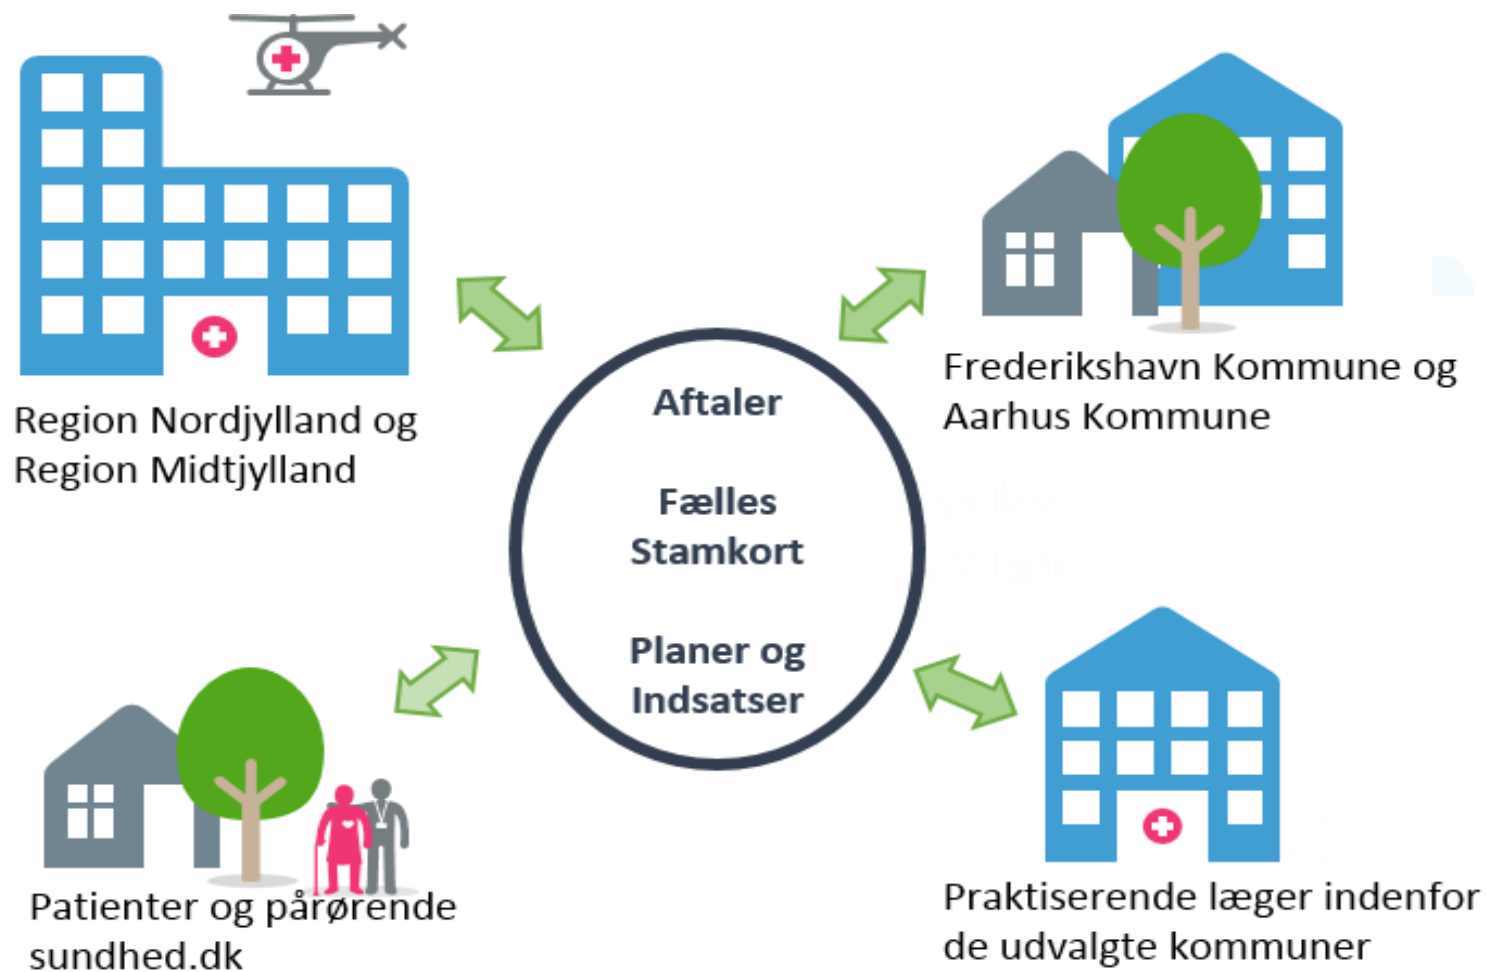 Region Nordjylland og
Region Midtjylland
Frederikshavn Kommune og
Aarhus Kommune
Aftaler
Fælles
Stamkort
Planer og
Indsatser
Patienter og pårørende
sundhed.dk
Praktiserende læger indenfor
de udvalgte kommuner